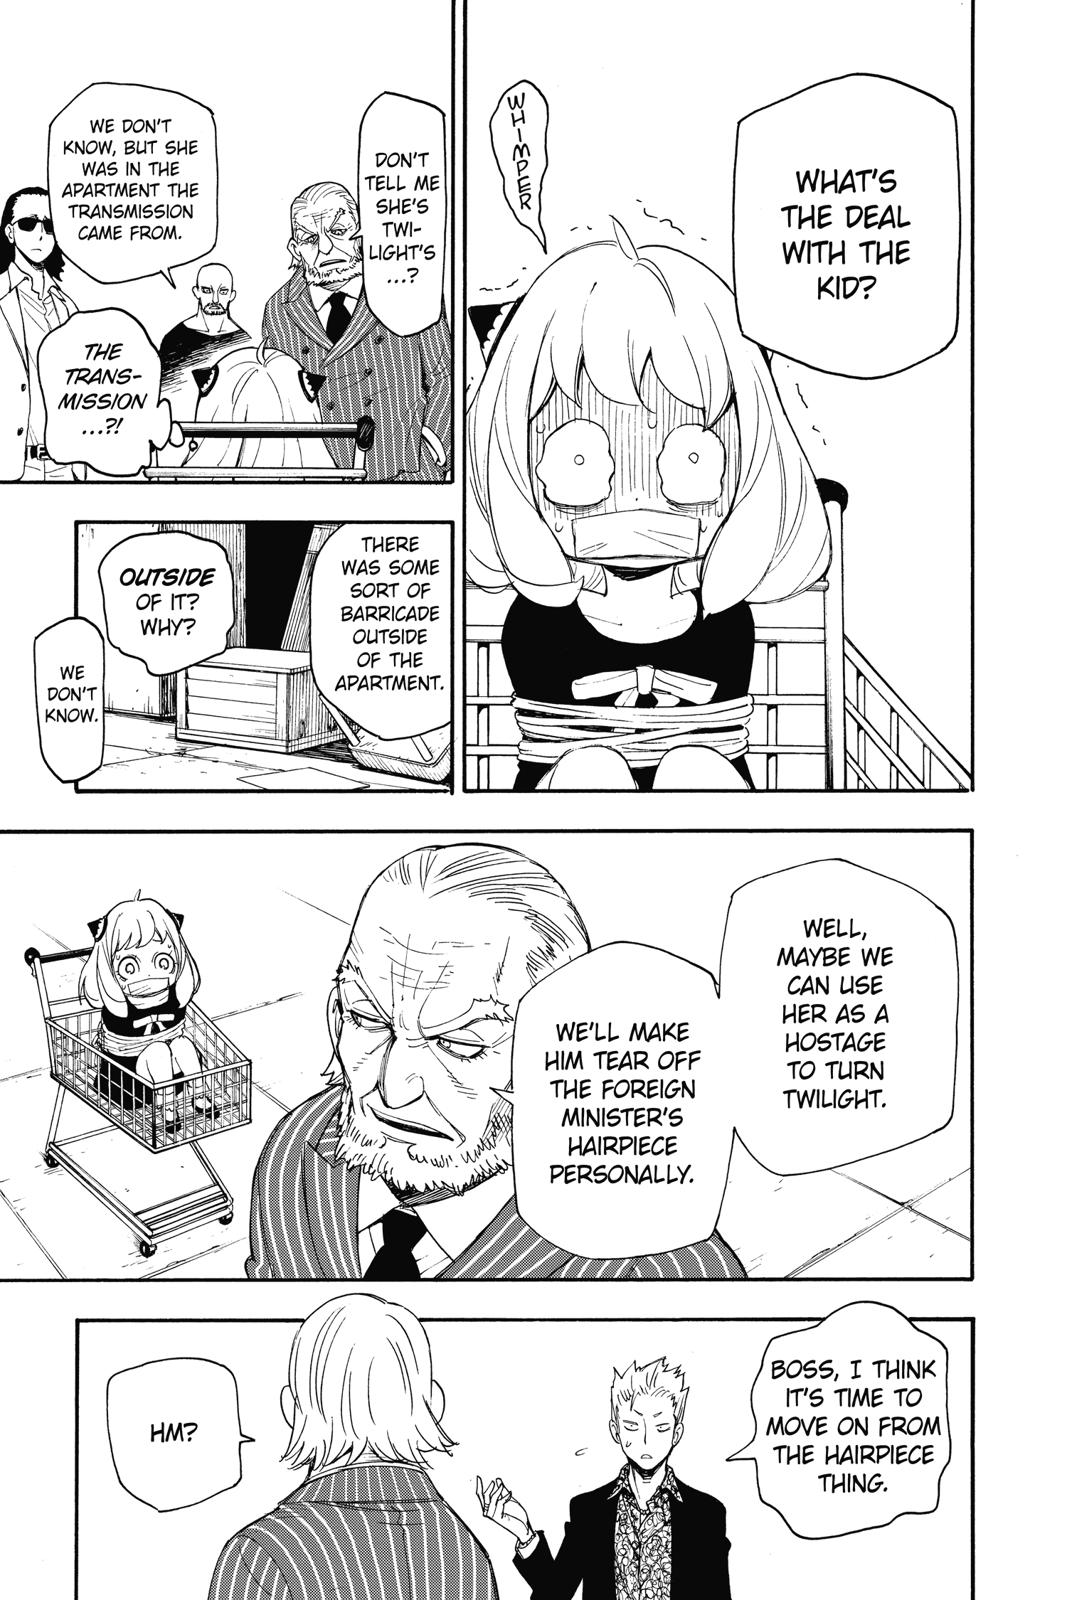 WHAT'S
THE DEAL
WITH THE
KID?
WHIMPER
DON'T
TELL ME
SHE'S
TWI-
LIGHT'S
...?
WE DON'T
KNOW, BUT SHE
WAS IN THE
APARTMENT THE
TRANSMISSION
CAME FROM.
THE
TRANS-
MISSION
...?!
THERE
WAS SOME
SORT OF
BARRICADE
OUTSIDE
OF THE
APARTMENT.
OUTSIDE
OF IT?
WHY?
WE
DON'T
KNOW.
WELL,
MAYBE WE
CAN USE
HER AS A
HOSTAGE
TO TURN
TWILIGHT.
WE'LL MAKE
HIM TEAR OFF
THE FOREIGN
MINISTER'S
HAIRPIECE
PERSONALLY.
BOSS, I THINK
IT'S TIME TO
MOVE ON FROM
THE HAIRPIECE
THING.
HM?